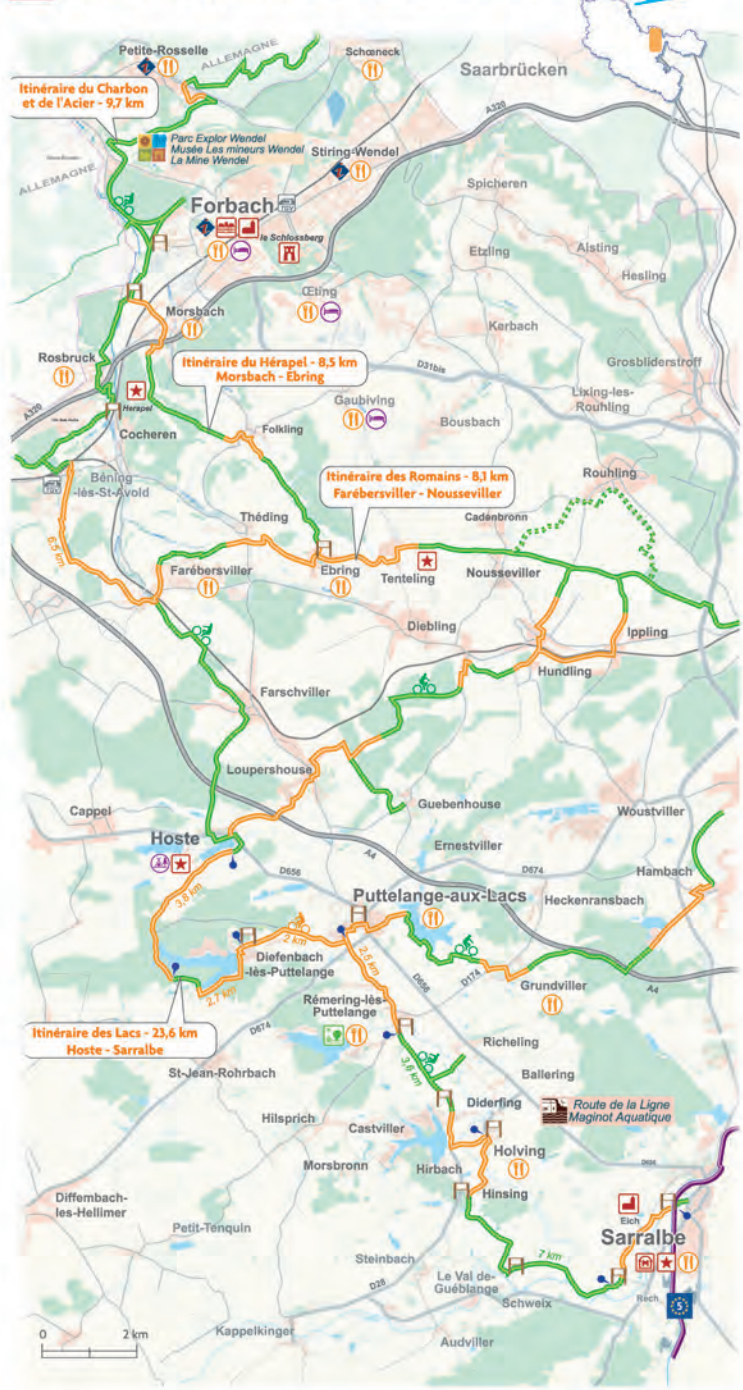 Petite-Rosselle
ALLEMAGNE
Schœneck
Saarbrücken
Itinéraire du Charbon
et de l'Acier - 9,7 km
A320
Parc Explor Wendel
Musée Les mineurs Wendel
La Mine Wendel
Stiring-Wendel
ALLEMAGNE
Spicheren
Forbach
le Schlossberg
Etzling
Alsting
Hesling
Œting
Morsbach
Kerbach
Rosbruck
Grosbliderstroff
Itinéraire du Hérapel - 8,5 km
Morsbach - Ebring
D31bis
A320
Herapel
Gaubiving
Lixing-les-
Rouhling
Cocheren
Folkling
Bousbach
Béning
-lès-St-Avold
Rouhling
Itinéraire des Romains - 8,1 km
Farébersviller - Nousseviller
Théding
Cadenbronn
6,5 km
Farébersviller
Ebring
Tenteling
Nousseviller
Diebling
Ippling
Hundling
Farschviller
Loupershouse
Guebenhouse
Cappel
Woustviller
Hoste
A4
Ernestviller
D656
D674
Hambach
3,8 km
Puttelange-aux-Lacs
Heckenransbach
2 km
Diefenbach
-lès-Puttelange
2,5 km
D656
D174
2,7 km
Grundviller
A4
Rémering-lès-
Puttelange
Itinéraire des Lacs - 23,6 km
Hoste - Sarralbe
D674
Richeling
St-Jean-Rohrbach
3,6 km
Ballering
Diderfing
Route de la Ligne
Maginot Aquatique
Hilsprich
Castviller
Holving
Morsbronn
Hirbach
Hinsing
Diffembach-
les-Hellimer
Eich
Petit-Tenquin
Sarralbe
7 km
Steinbach
Le Val de-
Guéblange
D28
Schweix
Rech
5
0 2 km
Kappelkinger
Audviller